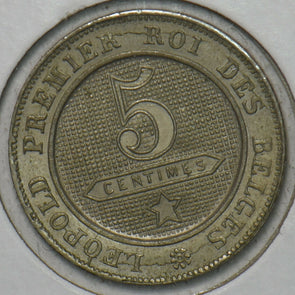 LEOPOLD PREMIER ROI DES BELGES
5
CENTIMES